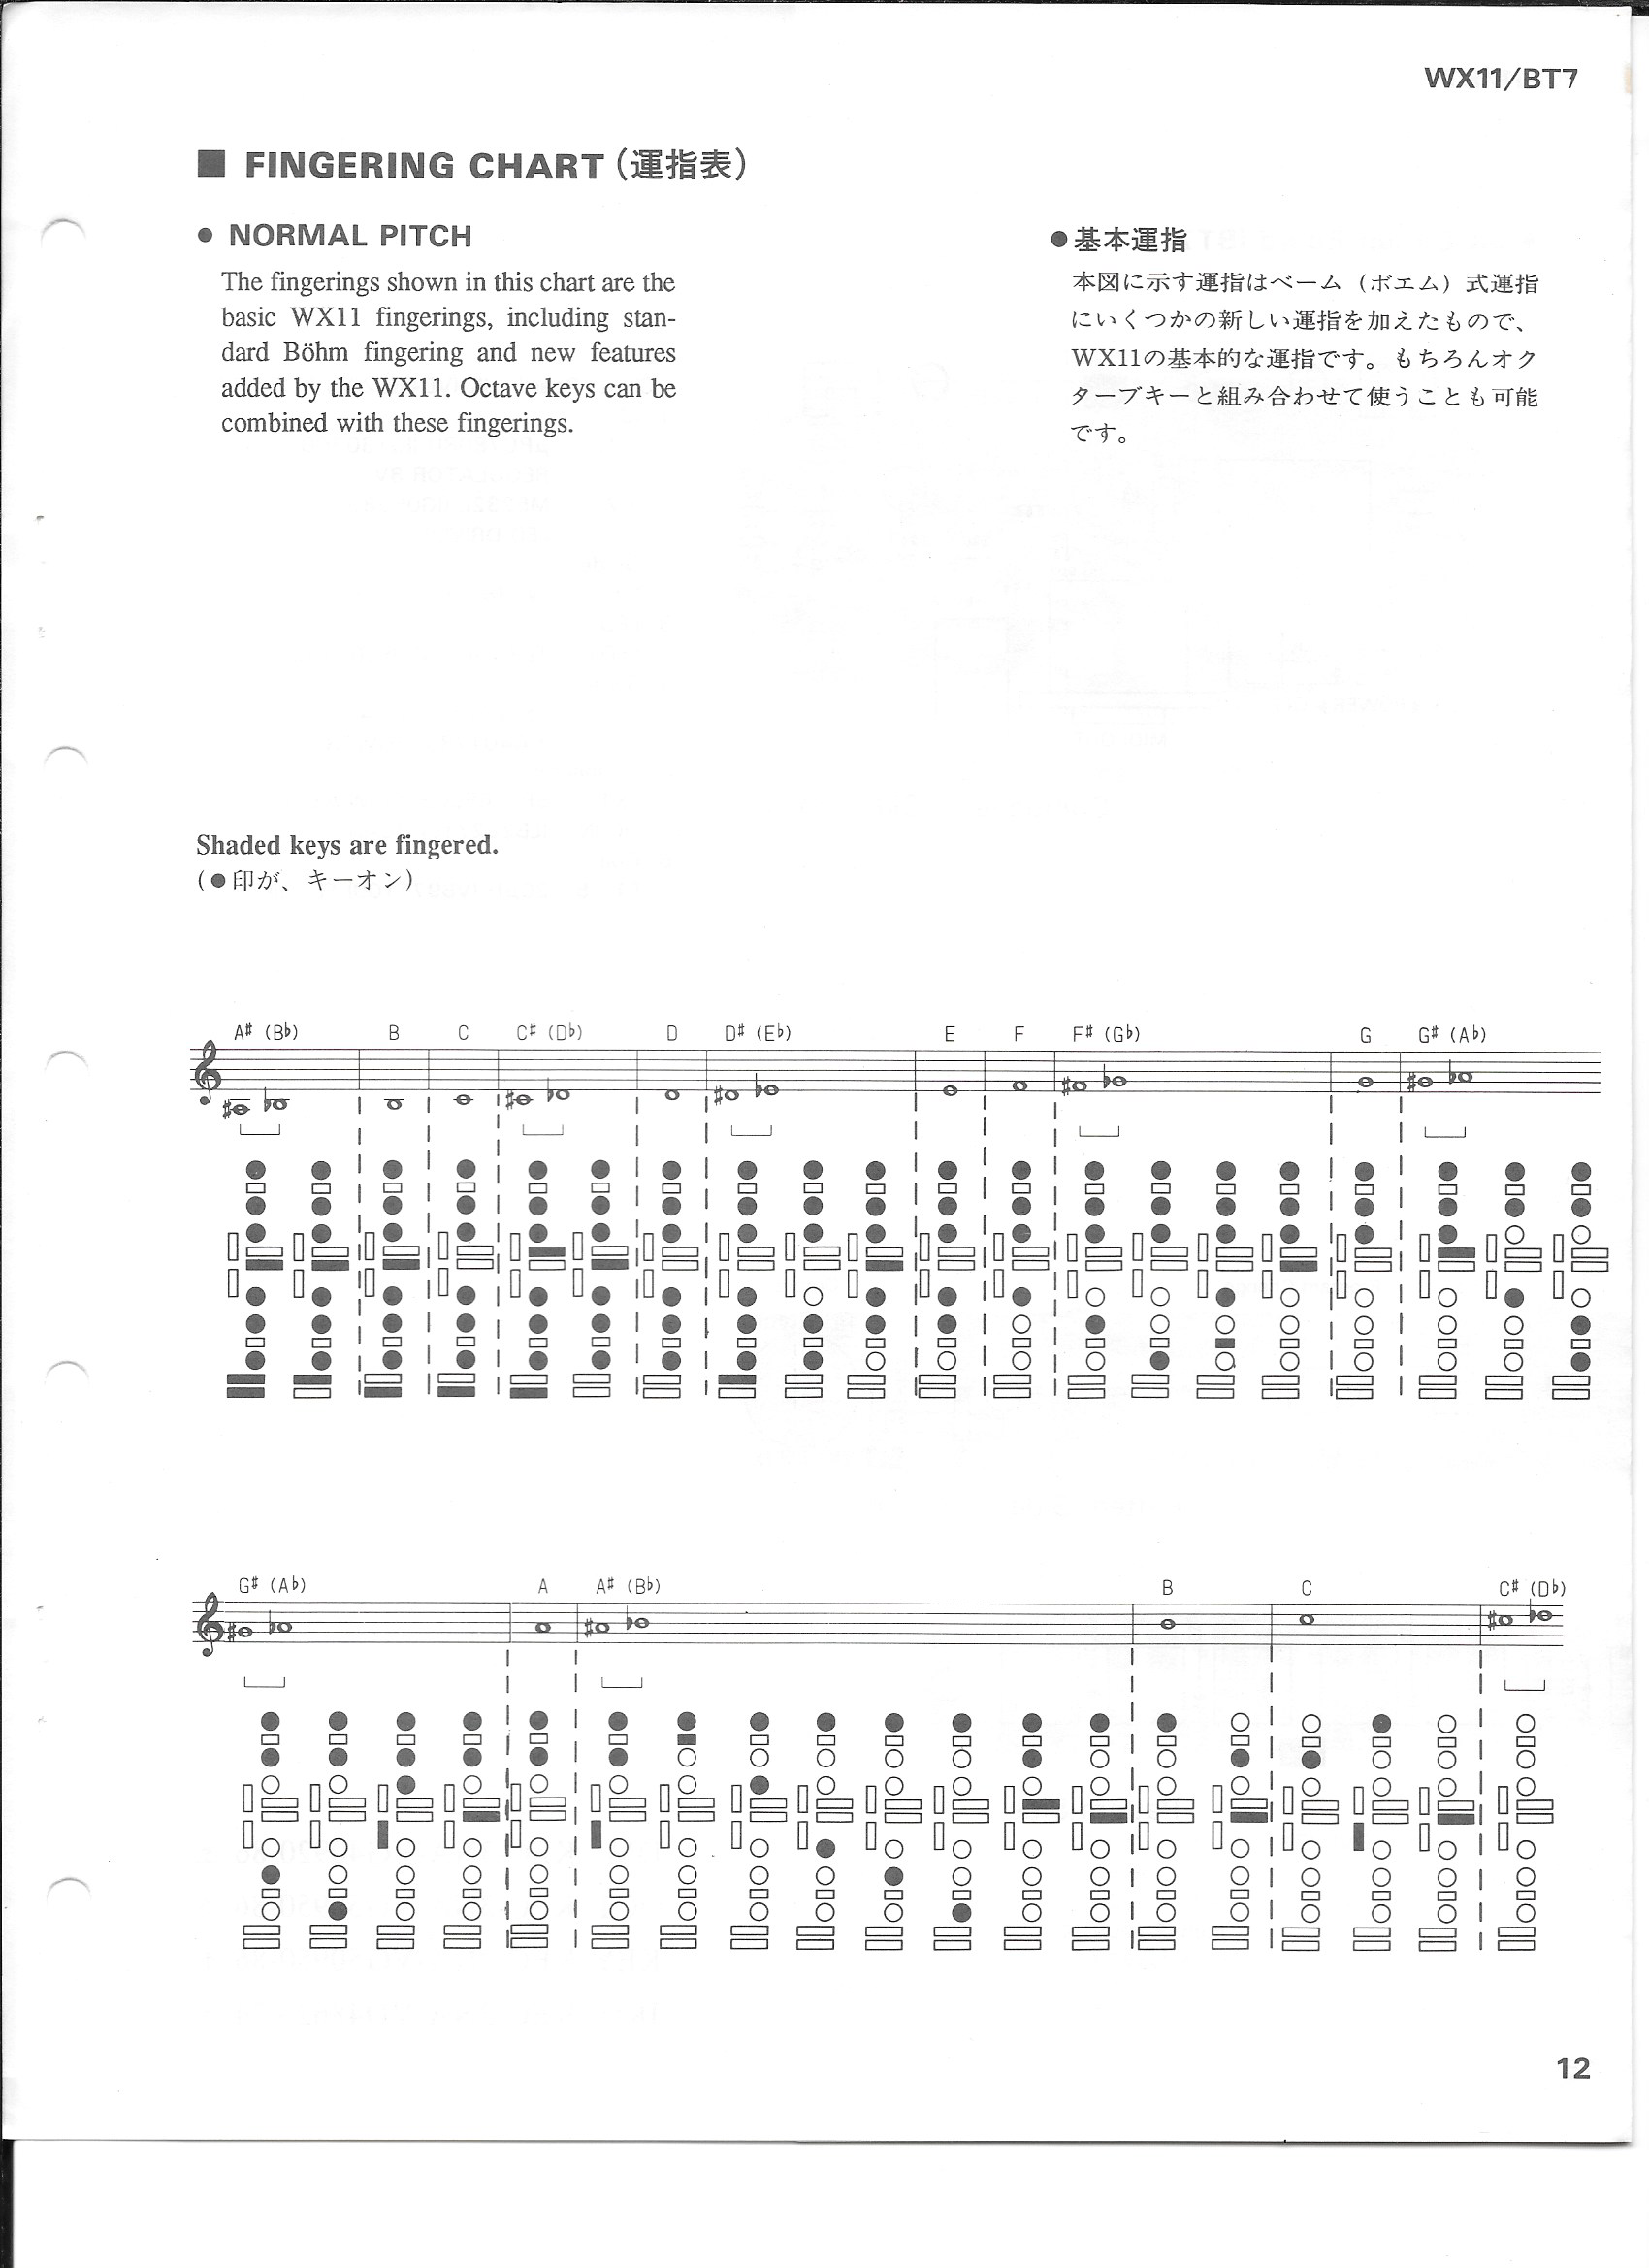 WX11/BT7
■ FINGERING CHART（運指表）
● NORMAL PITCH
The fingerings shown in this chart are the
basic WX11 fingerings, including stan-
dard Böhm fingering and new features
added by the WX11. Octave keys can be
combined with these fingerings.
●基本運指
本図に示す運指はベーム（ボエム）式運指
にいくつかの新しい運指を加えたもので、
WX11の基本的な運指です。もちろんオク
ターブキーと組み合わせて使うことも可能
です。
Shaded keys are fingered.
(●印が、キーオン)
A♯ (B♭) B C C♯ (D♭) D D♯ (E♭) E F F♯ (G♭) G G♯ (A♭)
G♯ (A♭) A A♯ (B♭) B C C♯ (D♭)
12